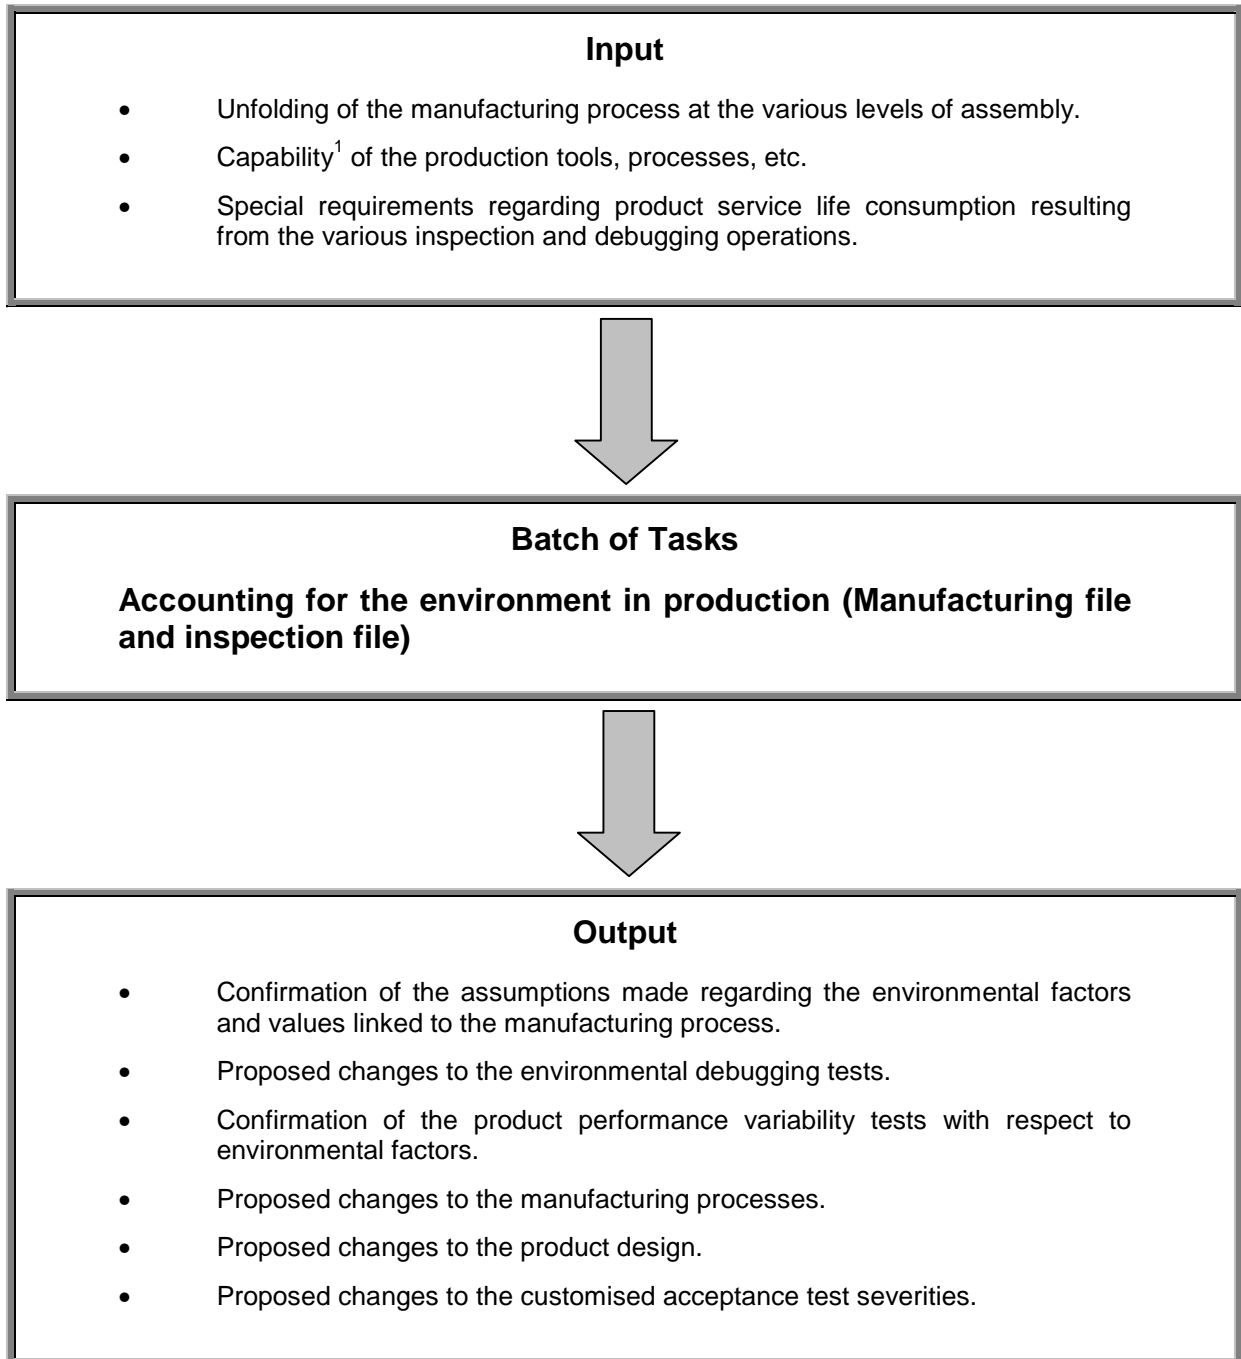 Input
• Unfolding of the manufacturing process at the various levels of assembly.
• Capability¹ of the production tools, processes, etc.
• Special requirements regarding product service life consumption resulting
from the various inspection and debugging operations.
Batch of Tasks
Accounting for the environment in production (Manufacturing file
and inspection file)
Output
• Confirmation of the assumptions made regarding the environmental factors
and values linked to the manufacturing process.
• Proposed changes to the environmental debugging tests.
• Confirmation of the product performance variability tests with respect to
environmental factors.
• Proposed changes to the manufacturing processes.
• Proposed changes to the product design.
• Proposed changes to the customised acceptance test severities.